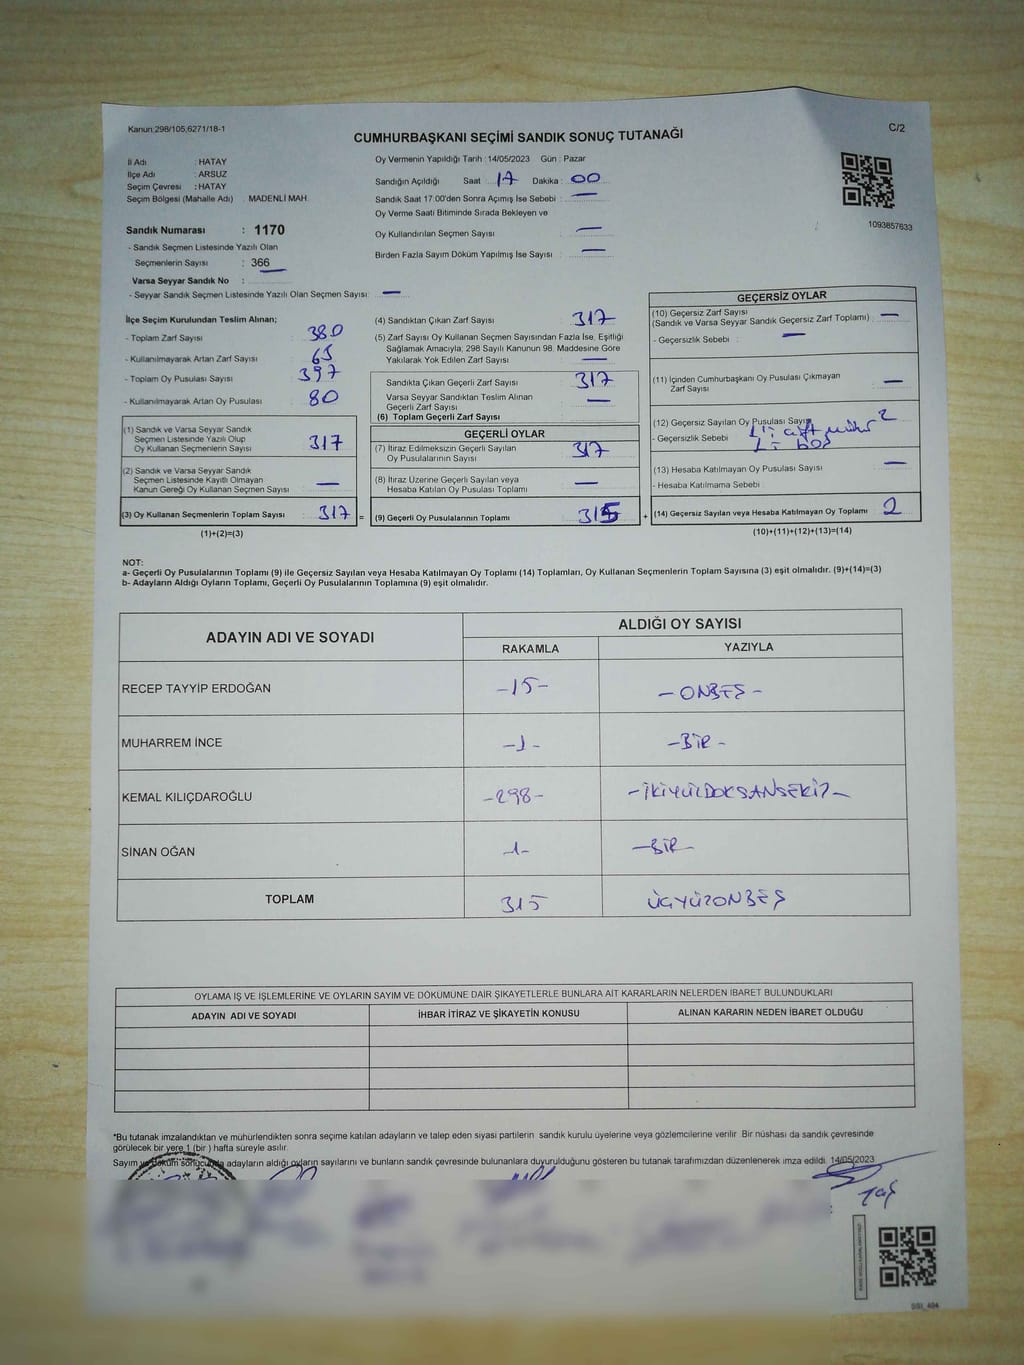 Kanun:298/105,6271/18-1
C/2
CUMHURBAŞKANI SEÇİMİ SANDIK SONUÇ TUTANAĞI
İl Adı : HATAY
İlçe Adı : ARSUZ
Seçim Çevresi : HATAY
Seçim Bölgesi (Mahalle Adı) : MADENLİ MAH.
Sandık Numarası : 1170
- Sandık Seçmen Listesinde Yazılı Olan
Seçmenlerin Sayısı : 366
Varsa Seyyar Sandık No :
- Seyyar Sandık Seçmen Listesinde Yazılı Olan Seçmen Sayısı: —
Oy Vermenin Yapıldığı Tarih :14/05/2023 Gün : Pazar
Sandığın Açıldığı Saat : 17 Dakika : 00
Sandık Saat 17:00'den Sonra Açımış İse Sebebi : —
Oy Verme Saati Bitiminde Sırada Bekleyen ve
Oy Kullandırılan Seçmen Sayısı : —
Birden Fazla Sayım Döküm Yapılmış İse Sayısı : —
1093857633
İlçe Seçim Kurulundan Teslim Alınan;
- Toplam Zarf Sayısı : 380
- Kullanılmayarak Artan Zarf Sayısı : 63
- Toplam Oy Pusulası Sayısı : 397
- Kullanılmayarak Artan Oy Pusulası : 80
(1) Sandık ve Varsa Seyyar Sandık
Seçmen Listesinde Yazılı Olup
Oy Kullanan Seçmenlerin Sayısı : 317
(2) Sandık ve Varsa Seyyar Sandık
Seçmen Listesinde Kayıtlı Olmayan
Kanun Gereği Oy Kullanan Seçmen Sayısı : —
(3) Oy Kullanan Seçmenlerin Toplam Sayısı : 317 =
(1)+(2)=(3)
(4) Sandıktan Çıkan Zarf Sayısı : 317
(5) Zarf Sayısı Oy Kullanan Seçmen Sayısından Fazla İse, Eşitliği
Sağlamak Amacıyla; 298 Sayılı Kanunun 98. Maddesine Göre
Yakılarak Yok Edilen Zarf Sayısı : —
Sandıkta Çıkan Geçerli Zarf Sayısı : 317
Varsa Seyyar Sandıktan Teslim Alınan
Geçerli Zarf Sayısı : —
(6) Toplam Geçerli Zarf Sayısı
GEÇERLİ OYLAR
(7) İtiraz Edilmeksizin Geçerli Sayılan
Oy Pusulalarının Sayısı : 317
(8) İtiraz Üzerine Geçerli Sayılan veya
Hesaba Katılan Oy Pusulası Toplamı : —
(9) Geçerli Oy Pusulalarının Toplamı : 315 +
GEÇERSİZ OYLAR
(10) Geçersiz Zarf Sayısı
(Sandık ve Varsa Seyyar Sandık Geçersiz Zarf Toplamı) : —
- Geçersizlik Sebebi : —
(11) İçinden Cumhurbaşkanı Oy Pusulası Çıkmayan
Zarf Sayısı : —
(12) Geçersiz Sayılan Oy Pusulası Sayısı 2
- Geçersizlik Sebebi : 1: çift mühür
1: boş
(13) Hesaba Katılmayan Oy Pusulası Sayısı : —
- Hesaba Katılmama Sebebi :
(14) Geçersiz Sayılan veya Hesaba Katılmayan Oy Toplamı : 2
(10)+(11)+(12)+(13)=(14)
NOT:
a- Geçerli Oy Pusulalarının Toplamı (9) ile Geçersiz Sayılan veya Hesaba Katılmayan Oy Toplamı (14) Toplamları, Oy Kullanan Seçmenlerin Toplam Sayısına (3) eşit olmalıdır. (9)+(14)=(3)
b- Adayların Aldığı Oyların Toplamı, Geçerli Oy Pusulalarının Toplamına (9) eşit olmalıdır.
ADAYIN ADI VE SOYADI
ALDIĞI OY SAYISI
RAKAMLA YAZIYLA
RECEP TAYYİP ERDOĞAN -15- -ONBEŞ-
MUHARREM İNCE -1- -BİR-
KEMAL KILIÇDAROĞLU -298- -İKİYÜZDOKSANSEKİZ-
SİNAN OĞAN -1- -BİR-
TOPLAM 315 ÜÇYÜZONBEŞ
OYLAMA İŞ VE İŞLEMLERİNE VE OYLARIN SAYIM VE DÖKÜMÜNE DAİR ŞİKAYETLERLE BUNLARA AİT KARARLARIN NELERDEN İBARET BULUNDUKLARI
ADAYIN ADI VE SOYADI İHBAR İTİRAZ VE ŞİKAYETİN KONUSU ALINAN KARARIN NEDEN İBARET OLDUĞU
*Bu tutanak imzalandıktan ve mühürlendikten sonra seçime katılan adayların ve talep eden siyasi partilerin sandık kurulu üyelerine veya gözlemcilerine verilir. Bir nüshası da sandık çevresinde
görülecek bir yere 1 (bir ) hafta süreyle asılır.
Sayım ve Döküm sonucunda adayların aldığı oyların sayılarını ve bunların sandık çevresinde bulunanlara duyurulduğunu gösteren bu tutanak tarafımızdan düzenlenerek imza edildi. 14/05/2023
SSI_494